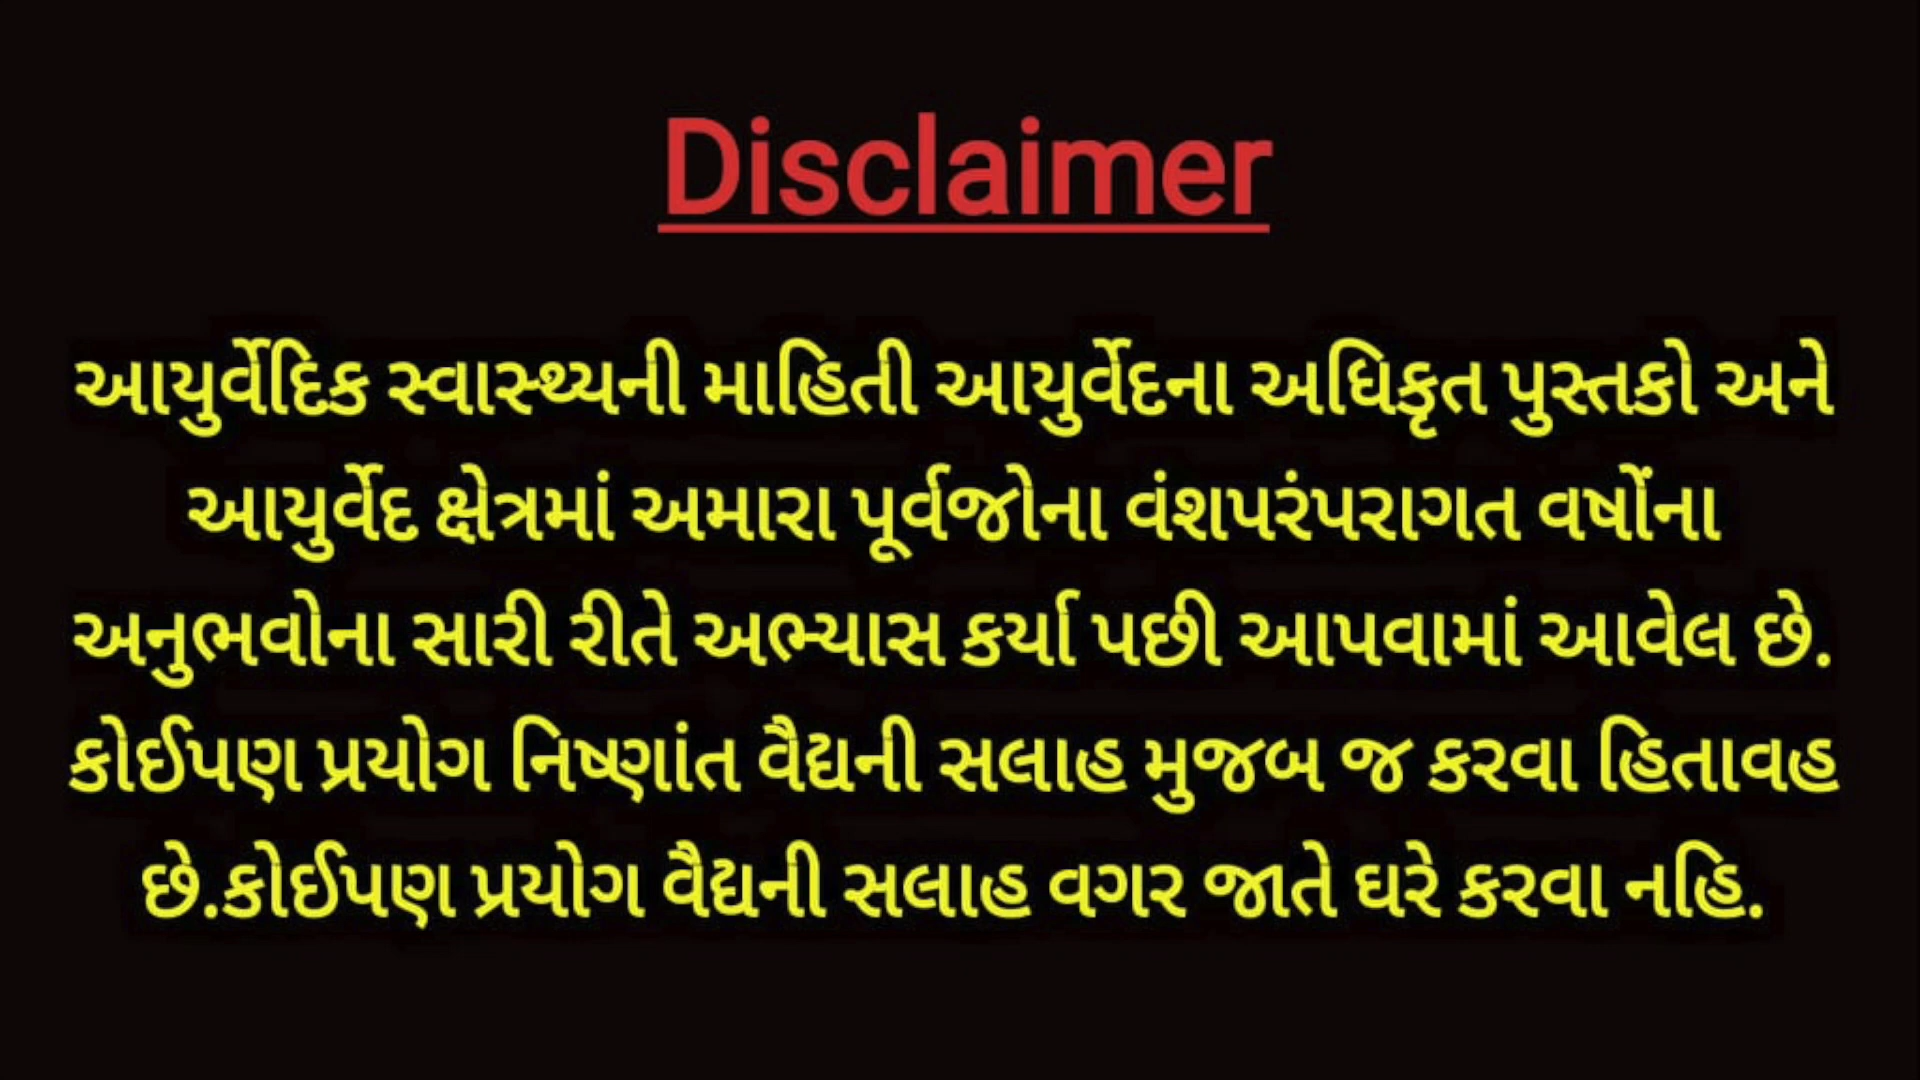 Disclaimer
આયુર્વેદિક સ્વાસ્થ્યની માહિતી આયુર્વેદના અધિકૃત પુસ્તકો અને
આયુર્વેદ ક્ષેત્રમાં અમારા પૂર્વજોના વંશપરંપરાગત વર્ષોના
અનુભવોના સારી રીતે અભ્યાસ કર્યા પછી આપવામાં આવેલ છે.
કોઈપણ પ્રયોગ નિષ્ણાંત વૈદ્યની સલાહ મુજબ જ કરવા હિતાવહ
છે.કોઈપણ પ્રયોગ વૈદ્યની સલાહ વગર જાતે ઘરે કરવા નહિ.